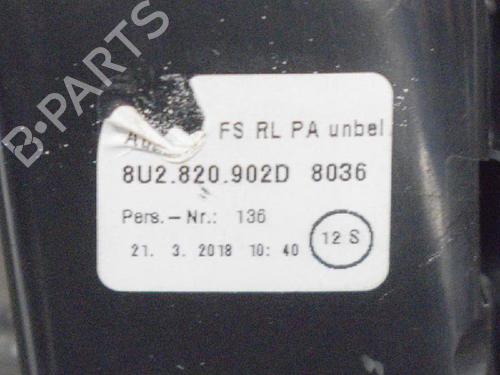 B-PARTS
FS RL PA unbel
8U2.820.902D 8036
Pers.-Nr.: 136
21. 3. 2018 10:40
12 S